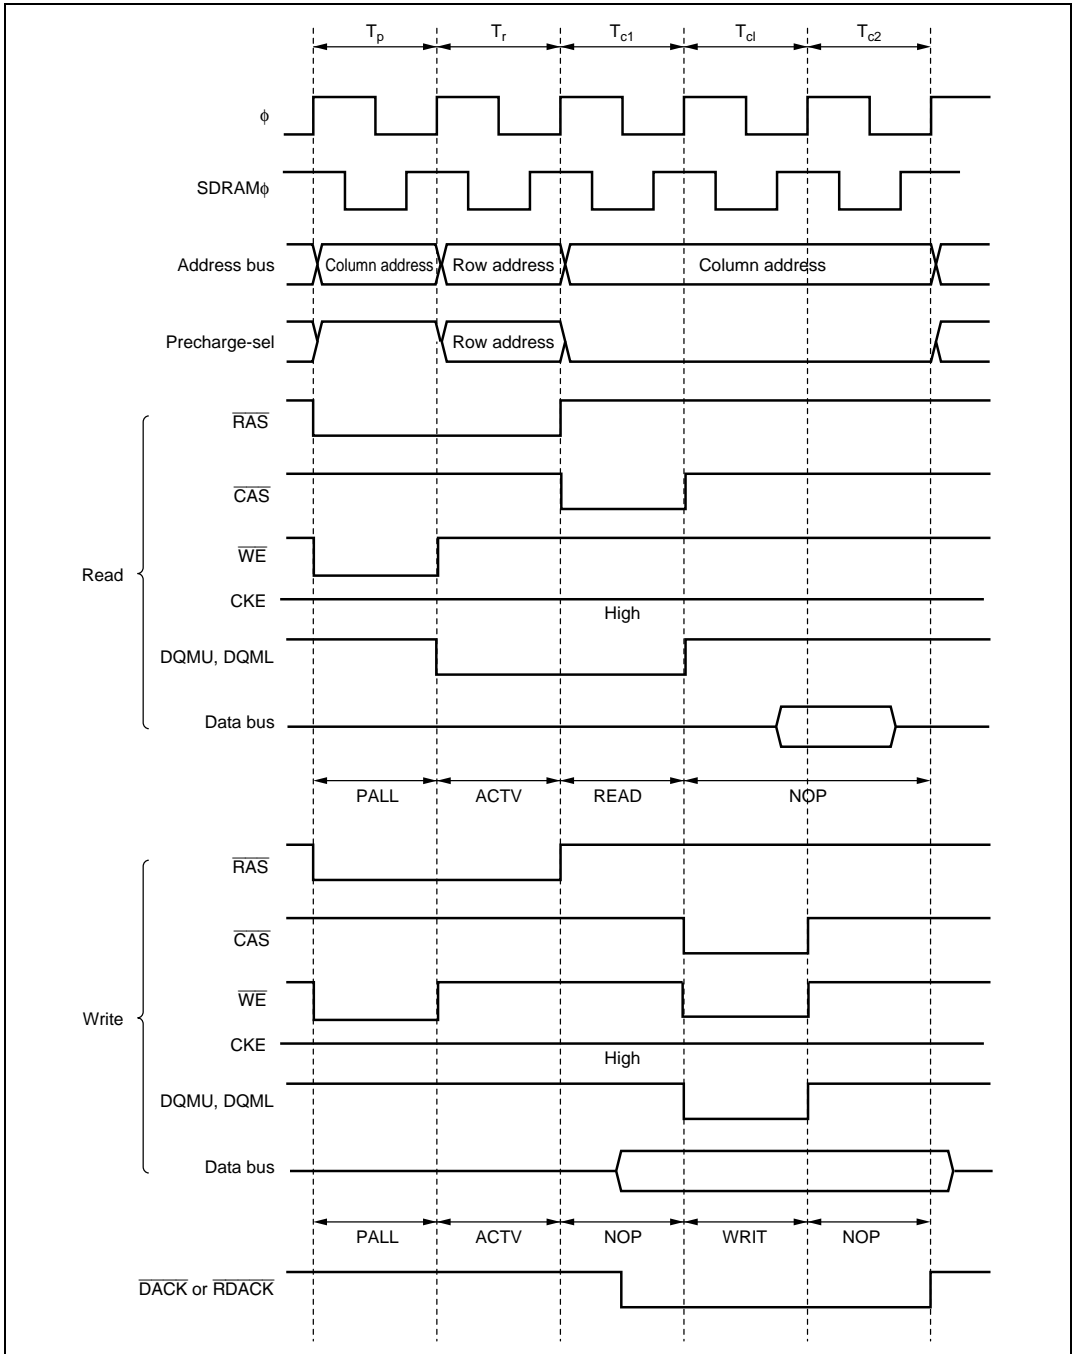 Tp Tr Tc1 Tcl Tc2
ϕ
SDRAMϕ
Address bus Column address Row address Column address
Precharge-sel Row address
RAS
CAS
WE
Read
CKE High
DQMU, DQML
Data bus
PALL ACTV READ NOP
RAS
CAS
WE
Write
CKE High
DQMU, DQML
Data bus
PALL ACTV NOP WRIT NOP
DACK or RDACK